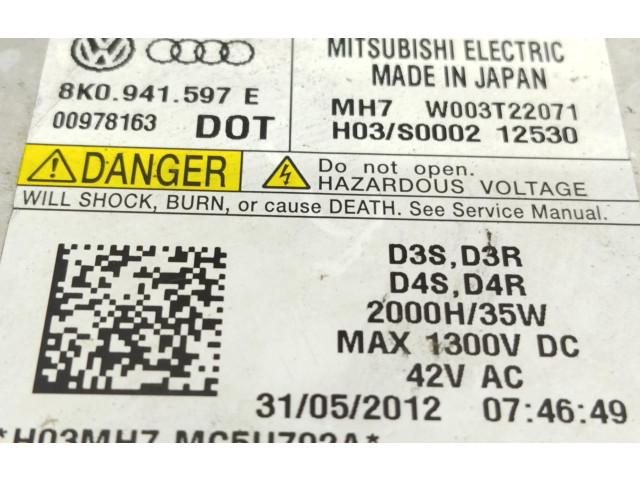 MITSUBISHI ELECTRIC
MADE IN JAPAN
8K0.941.597 E
00978163 DOT
MH7 W003T22071
H03/S0002 12530
DANGER
Do not open.
HAZARDOUS VOLTAGE
WILL SHOCK, BURN, or cause DEATH. See Service Manual.
D3S, D3R
D4S, D4R
2000H/35W
MAX 1300V DC
42V AC
31/05/2012 07:46:49
*H03MH7 MC5U792A*